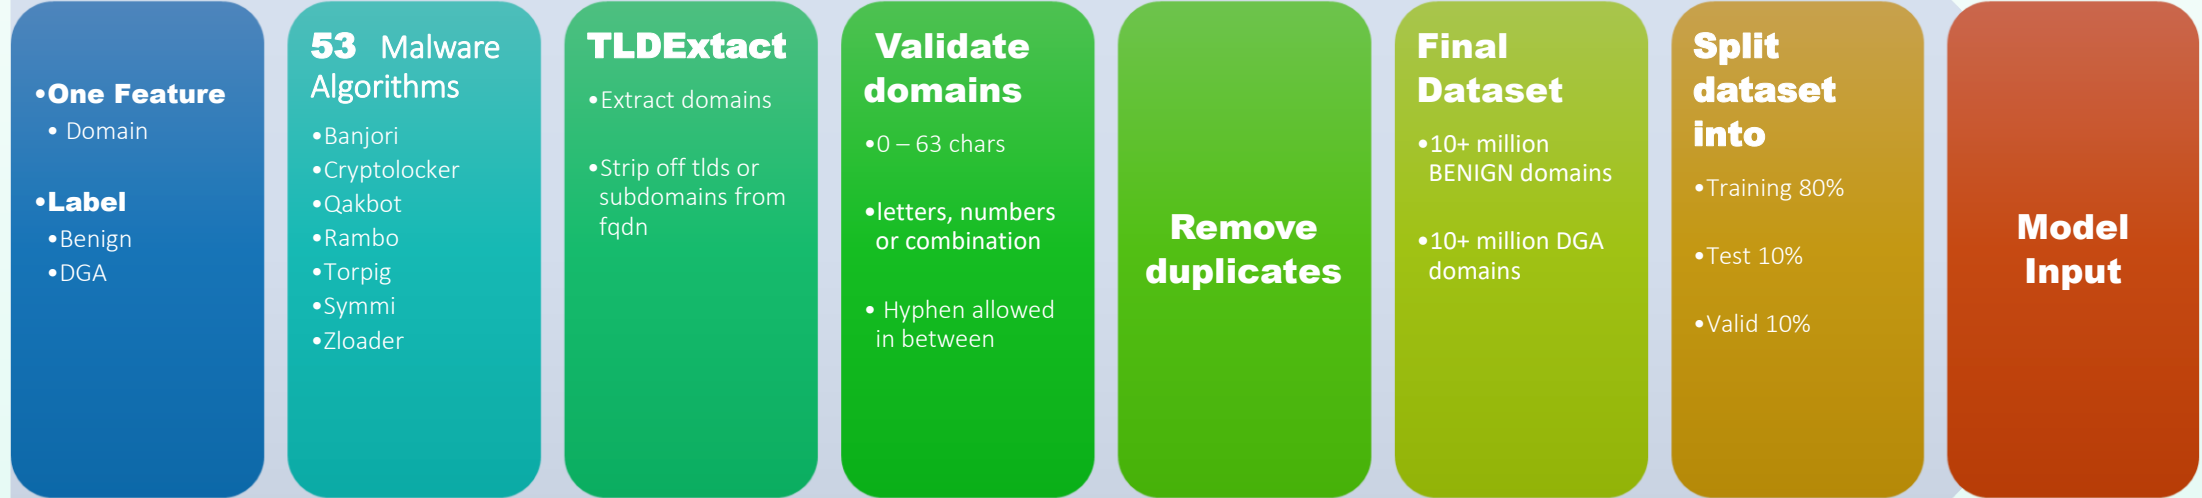 •One Feature
• Domain
•Label
•Benign
•DGA
53 Malware
Algorithms
•Banjori
•Cryptolocker
•Qakbot
•Rambo
•Torpig
•Symmi
•Zloader
TLDExtact
•Extract domains
•Strip off tlds or
subdomains from
fqdn
Validate
domains
•0 – 63 chars
•letters, numbers
or combination
• Hyphen allowed
in between
Remove
duplicates
Final
Dataset
•10+ million
BENIGN domains
•10+ million DGA
domains
Split
dataset
into
•Training 80%
•Test 10%
•Valid 10%
Model
Input